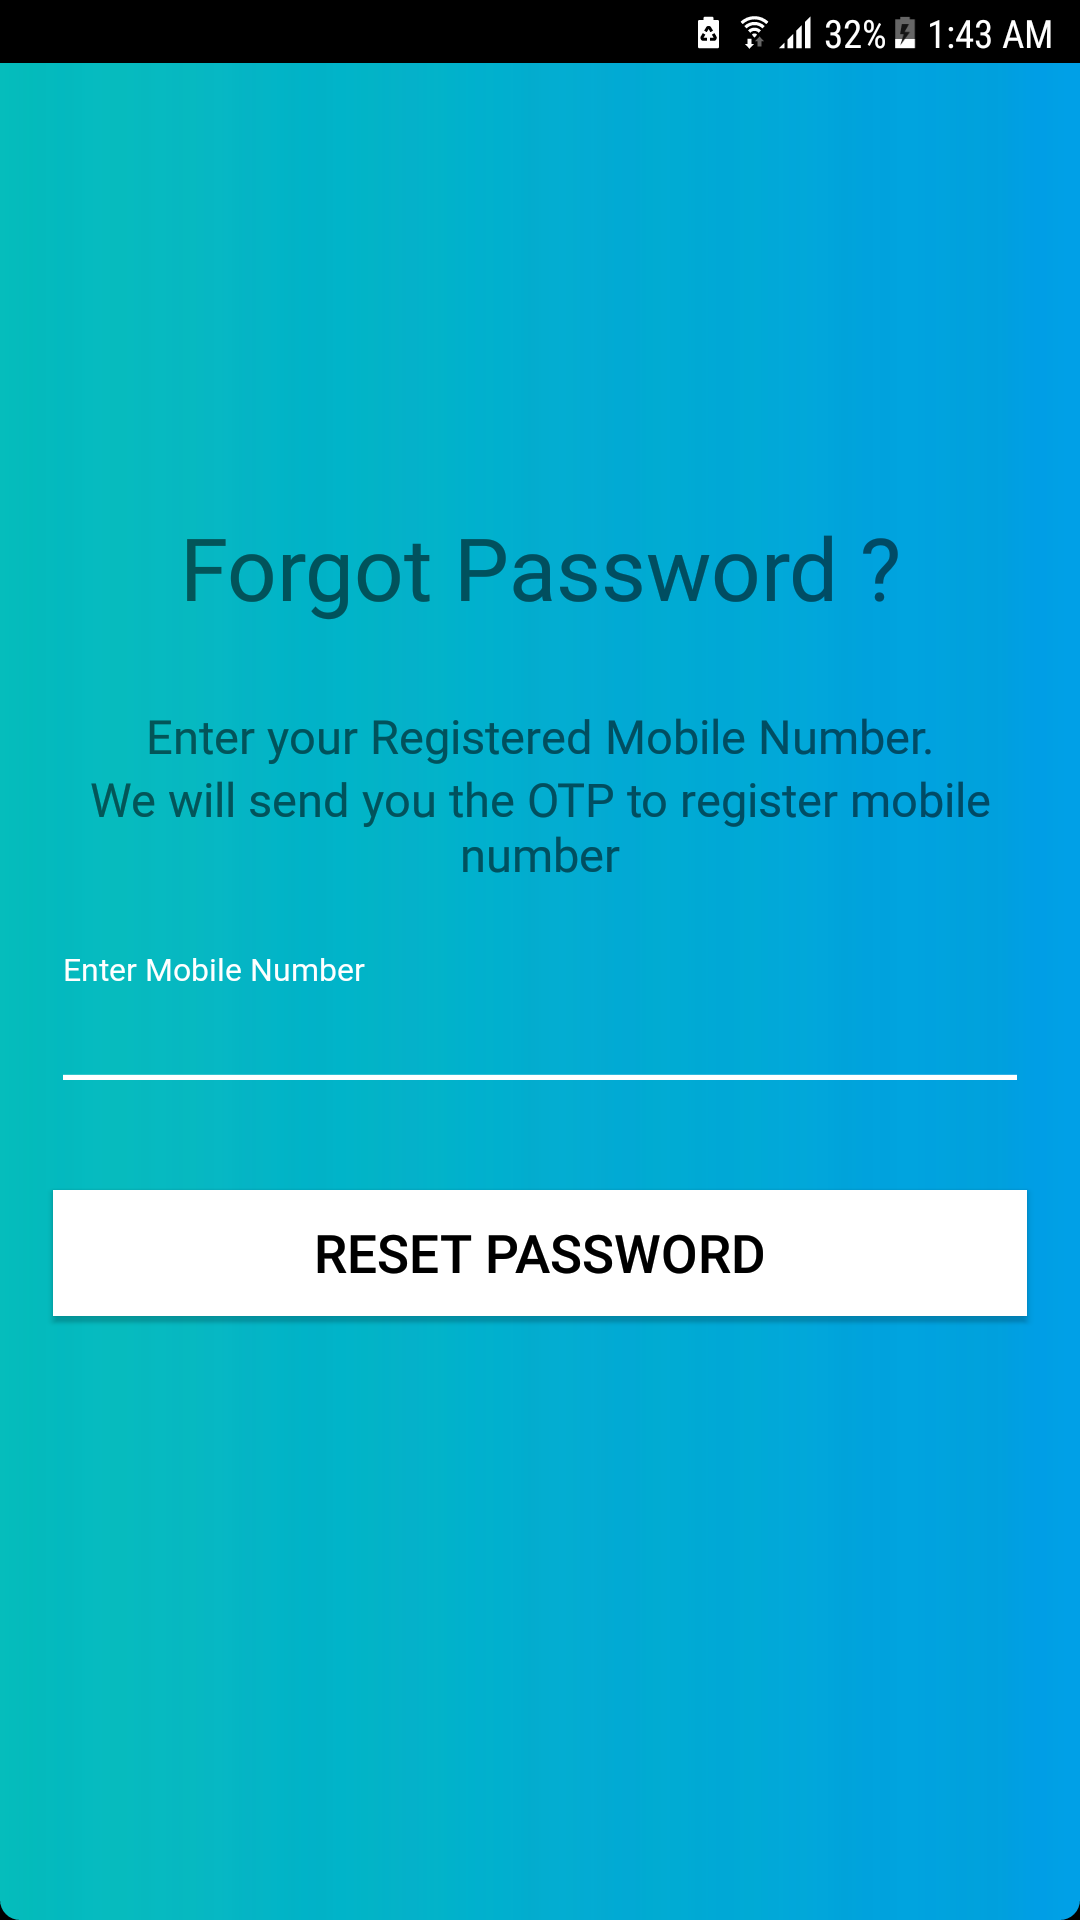 32% 1:43 AM
Forgot Password ?
Enter your Registered Mobile Number.
We will send you the OTP to register mobile
number
Enter Mobile Number
RESET PASSWORD